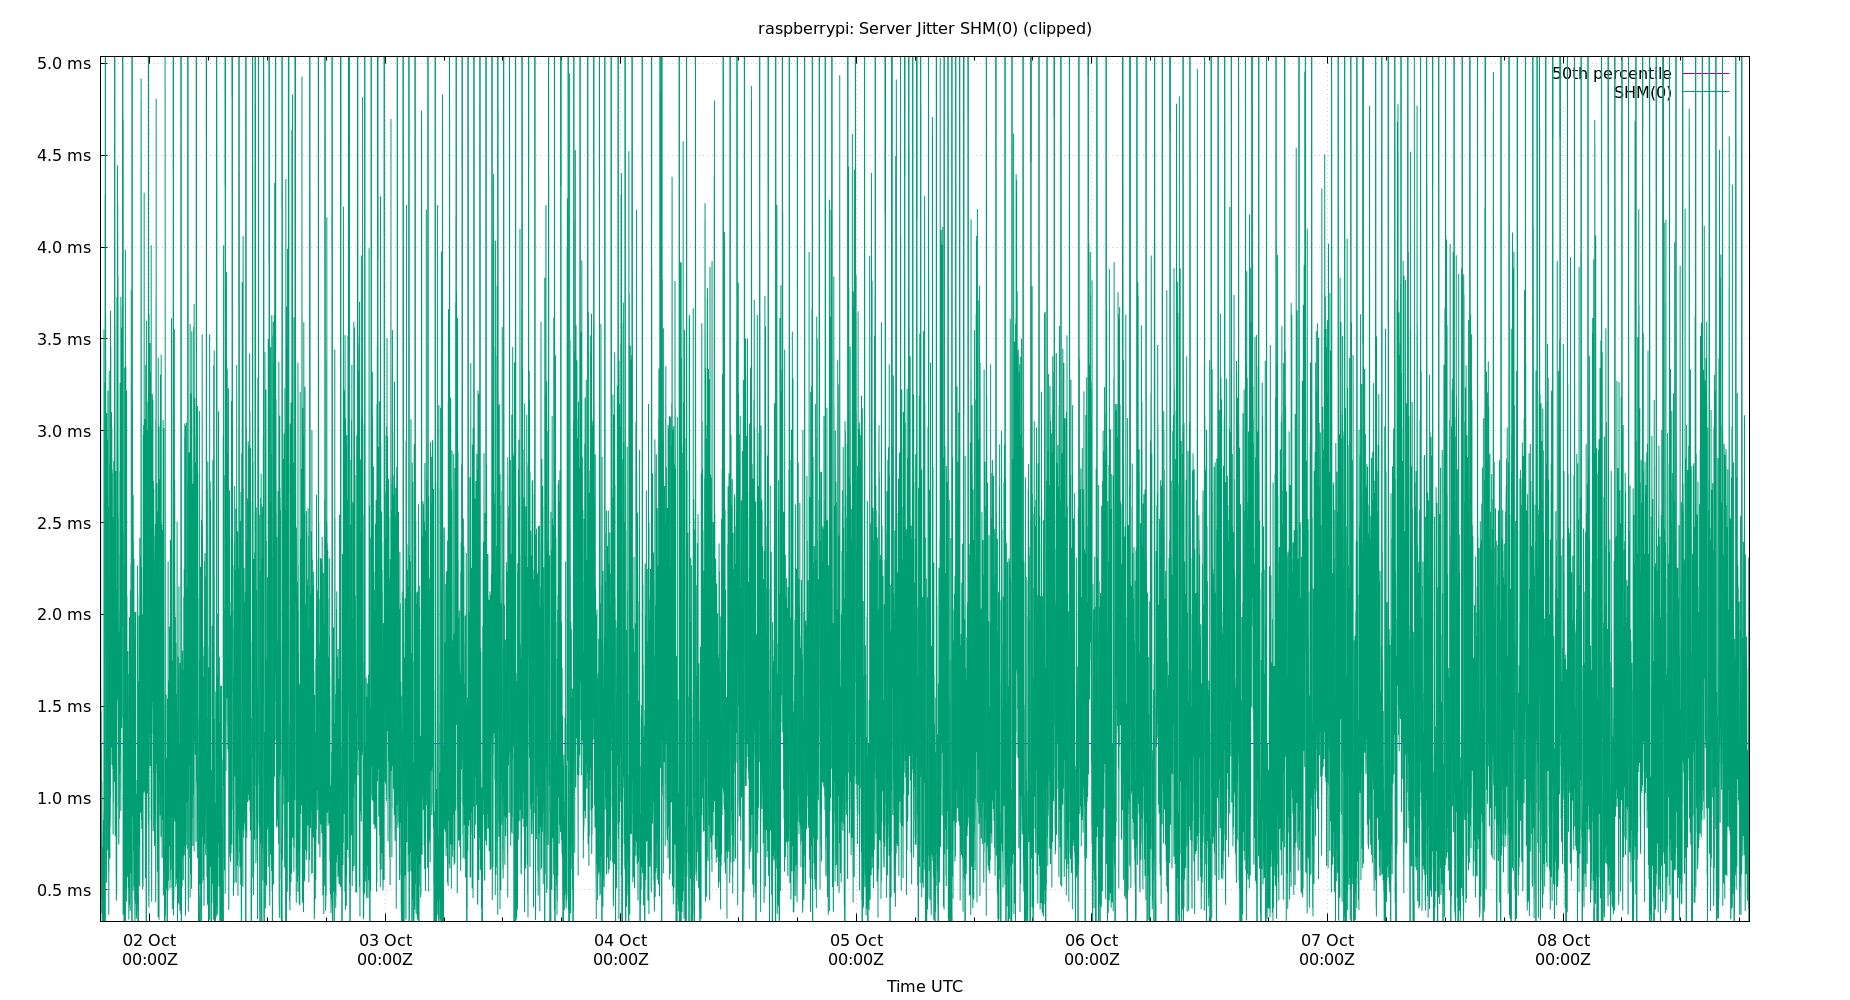 raspberrypi: Server Jitter SHM(0) (clipped)
5.0 ms
50th percentile
SHM(0)
4.5 ms
4.0 ms
3.5 ms
3.0 ms
2.5 ms
2.0 ms
1.5 ms
1.0 ms
0.5 ms
02 Oct 03 Oct 04 Oct 05 Oct 06 Oct 07 Oct 08 Oct
00:00Z 00:00Z 00:00Z 00:00Z 00:00Z 00:00Z 00:00Z
Time UTC